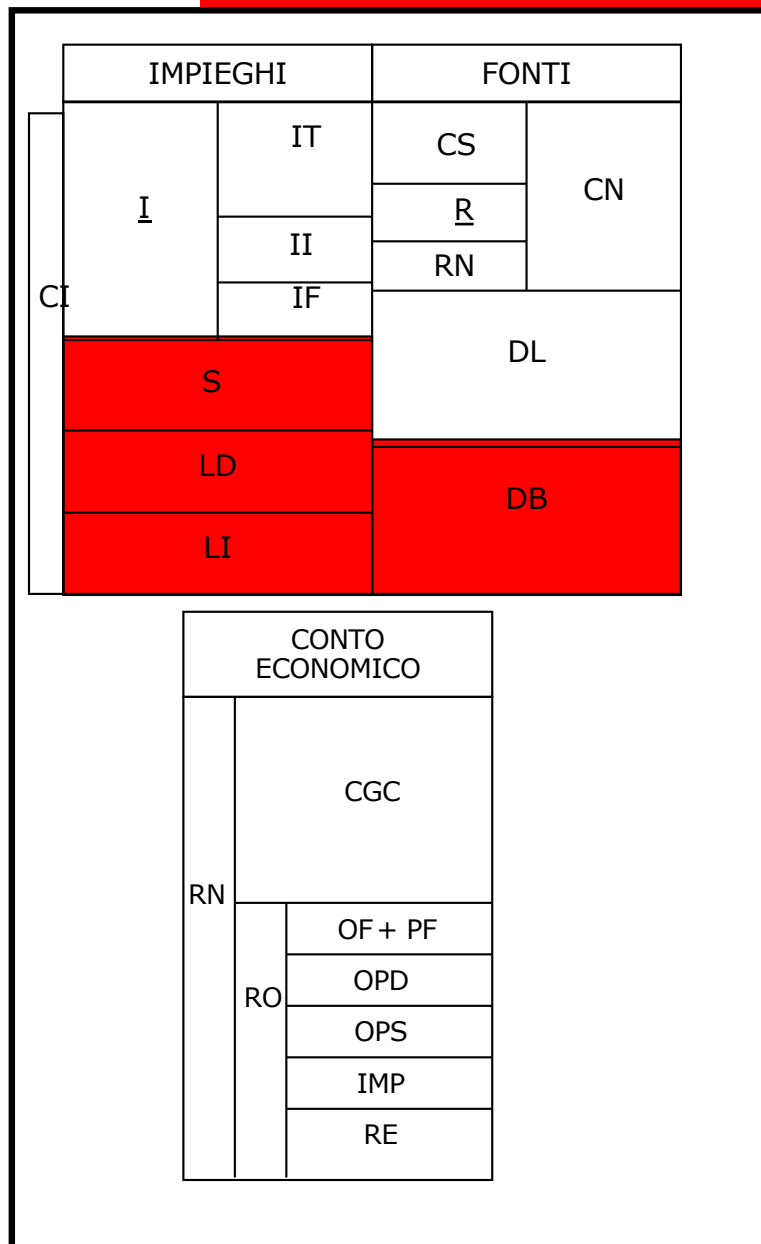 IMPIEGHI
FONTI
I
IT
II
IF
CS
R
RN
CN
CI
DL
S
LD
LI
DB
CONTO
ECONOMICO
CGC
RN
OF + PF
OPD
RO
OPS
IMP
RE